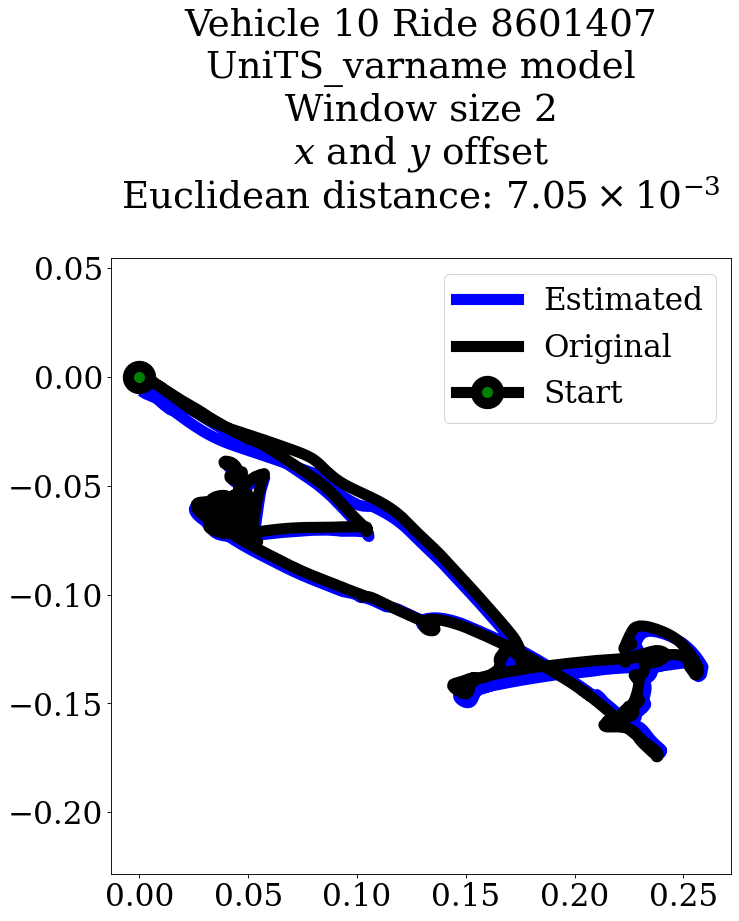 Vehicle 10 Ride 8601407
UniTS_varname model
Window size 2
x and y offset
Euclidean distance: 7.05 × 10⁻³
Estimated
Original
Start
0.05
0.00
−0.05
−0.10
−0.15
−0.20
0.00 0.05 0.10 0.15 0.20 0.25